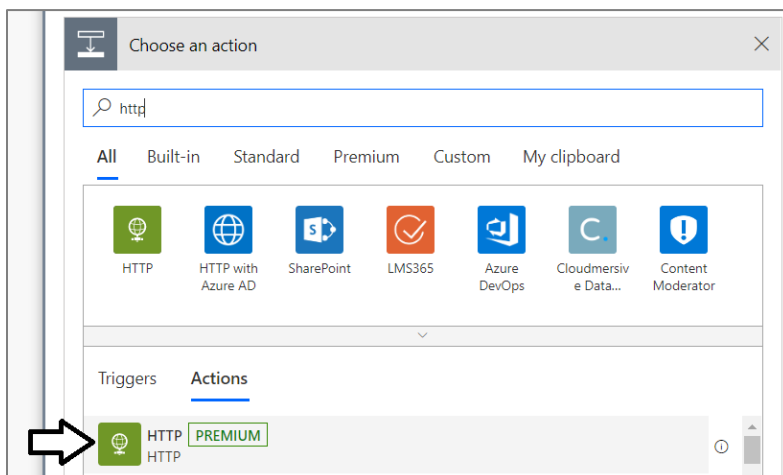 Choose an action
http
All Built-in Standard Premium Custom My clipboard
HTTP
HTTP with
Azure AD
SharePoint
LMS365
Azure
DevOps
Cloudmersiv
e Data...
Content
Moderator
Triggers Actions
HTTP PREMIUM
HTTP